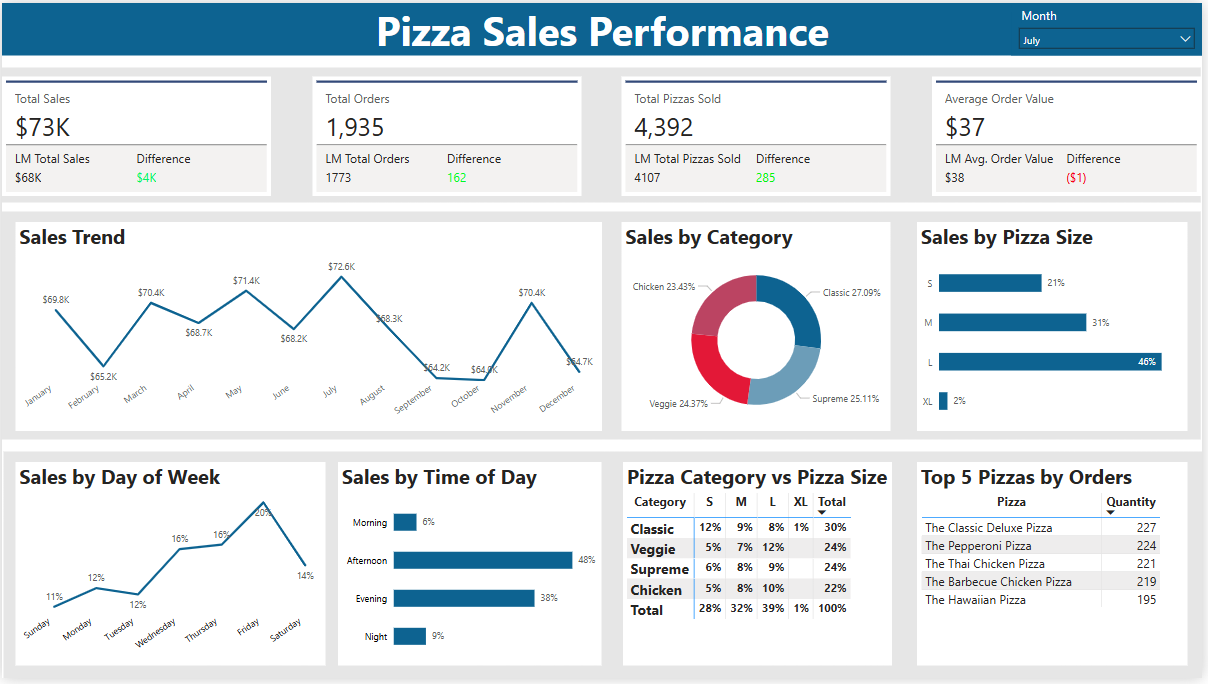 Pizza Sales Performance
Month
July
Total Sales
$73K
LM Total Sales Difference
$68K $4K
Total Orders
1,935
LM Total Orders Difference
1773 162
Total Pizzas Sold
4,392
LM Total Pizzas Sold Difference
4107 285
Average Order Value
$37
LM Avg. Order Value Difference
$38 ($1)
Sales Trend
$69.8K
$65.2K
$70.4K
$68.7K
$71.4K
$68.2K
$72.6K
$68.3K
$64.2K
$70.4K
January
February
March
April
May
June
July
August
September
October
November
December
Sales by Category
Chicken 23.43%
Classic 27.09%
Veggie 24.37%
Supreme 25.11%
Sales by Pizza Size
S 21%
M 31%
L 46%
XL 2%
Sales by Day of Week
11%
12%
12%
16%
16%
20%
14%
Sunday
Monday
Tuesday
Wednesday
Thursday
Friday
Saturday
Sales by Time of Day
Morning 6%
Afternoon 48%
Evening 38%
Night 9%
Pizza Category vs Pizza Size
Category S M L XL Total
Classic 12% 9% 8% 1% 30%
Veggie 5% 7% 12% 24%
Supreme 6% 8% 9% 24%
Chicken 5% 8% 10% 22%
Total 28% 32% 39% 1% 100%
Top 5 Pizzas by Orders
Pizza Quantity
The Classic Deluxe Pizza 227
The Pepperoni Pizza 224
The Thai Chicken Pizza 221
The Barbecue Chicken Pizza 219
The Hawaiian Pizza 195